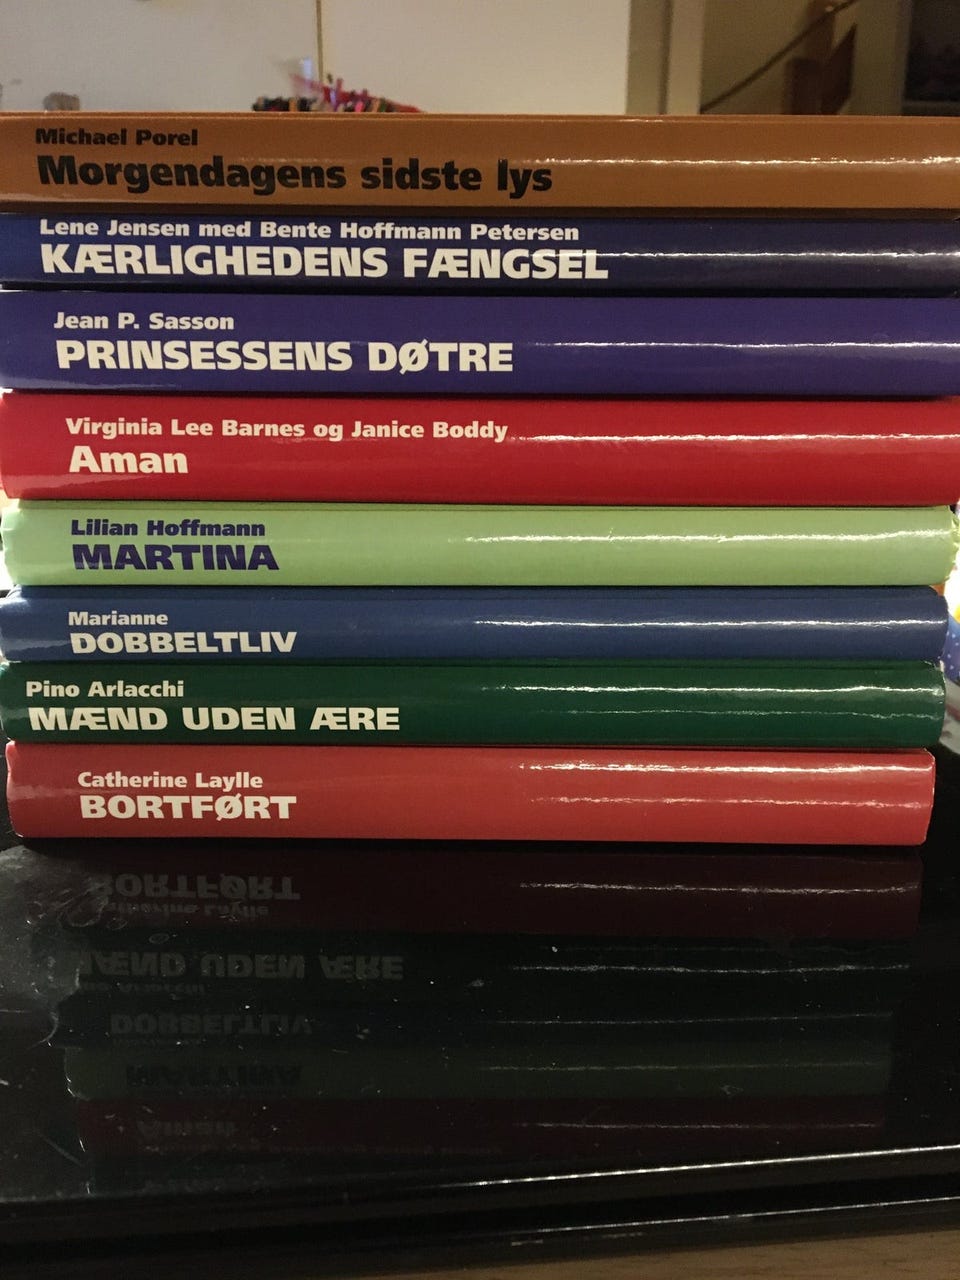 Michael Porel
Morgendagens sidste lys
Lene Jensen med Bente Hoffmann Petersen
KÆRLIGHEDENS FÆNGSEL
Jean P. Sasson
PRINSESSENS DØTRE
Virginia Lee Barnes og Janice Boddy
Aman
Lilian Hoffmann
MARTINA
Marianne
DOBBELTLIV
Pino Arlacchi
MÆND UDEN ÆRE
Catherine Laylle
BORTFØRT